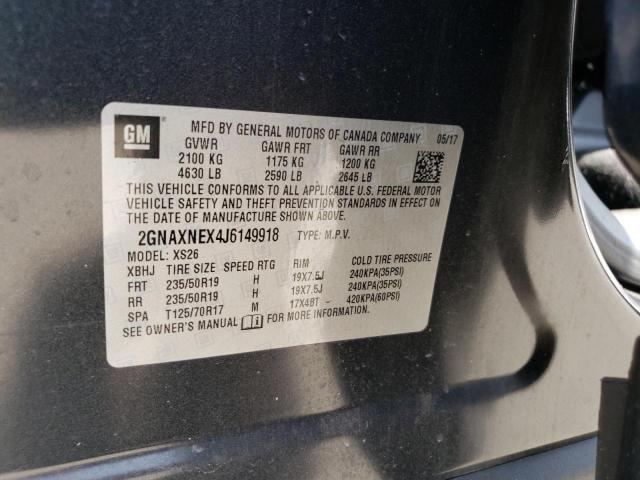 GM
MFD BY GENERAL MOTORS OF CANADA COMPANY 05/17
GVWR GAWR FRT GAWR RR
2100 KG 1175 KG 1200 KG
4630 LB 2590 LB 2645 LB
THIS VEHICLE CONFORMS TO ALL APPLICABLE U.S. FEDERAL MOTOR
VEHICLE SAFETY AND THEFT PREVENTION STANDARDS IN EFFECT ON
THE DATE OF MANUFACTURE SHOWN ABOVE.
2GNAXNEX4J6149918 TYPE: M.P.V.
MODEL: XS26
XBHJ TIRE SIZE SPEED RTG RIM COLD TIRE PRESSURE
FRT 235/50R19 H 19X7.5J 240KPA(35PSI)
RR 235/50R19 H 19X7.5J 240KPA(35PSI)
SPA T125/70R17 M 17X4BT 420KPA(60PSI)
SEE OWNER'S MANUAL FOR MORE INFORMATION.